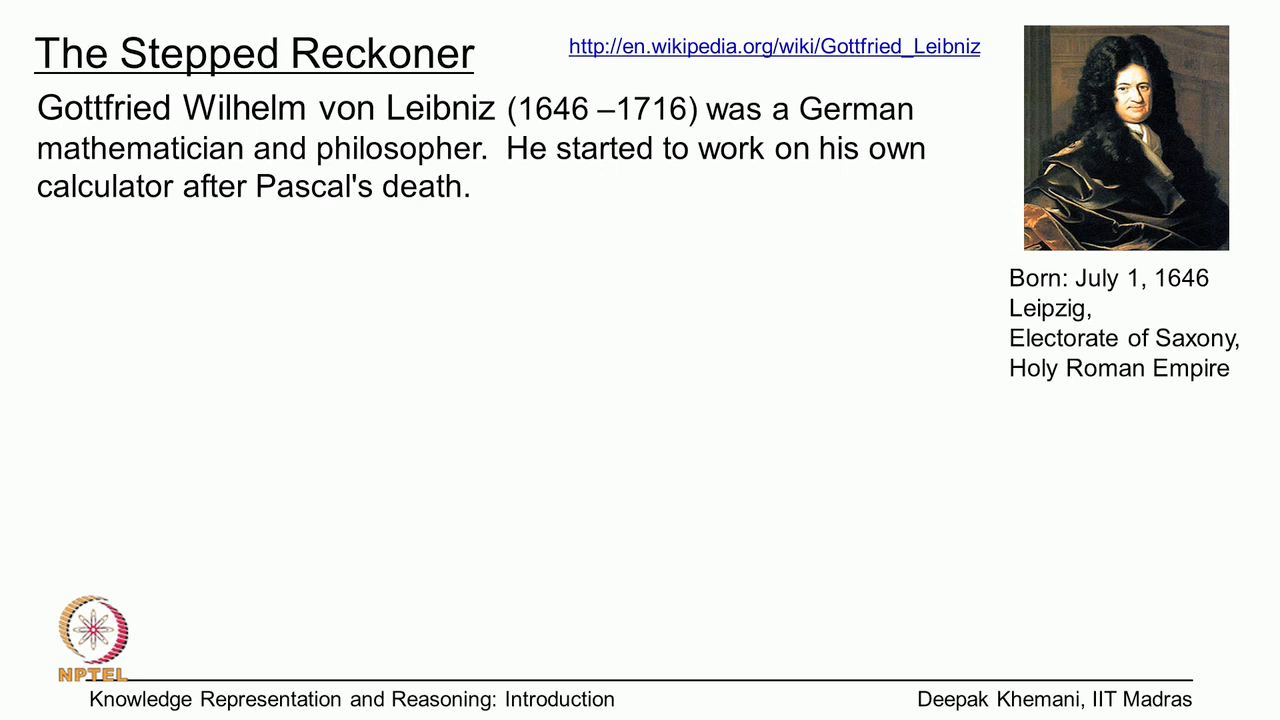 The Stepped Reckoner
http://en.wikipedia.org/wiki/Gottfried_Leibniz
Gottfried Wilhelm von Leibniz (1646 –1716) was a German
mathematician and philosopher.  He started to work on his own
calculator after Pascal's death.
Born: July 1, 1646
Leipzig,
Electorate of Saxony,
Holy Roman Empire
NPTEL
Knowledge Representation and Reasoning: Introduction
Deepak Khemani, IIT Madras